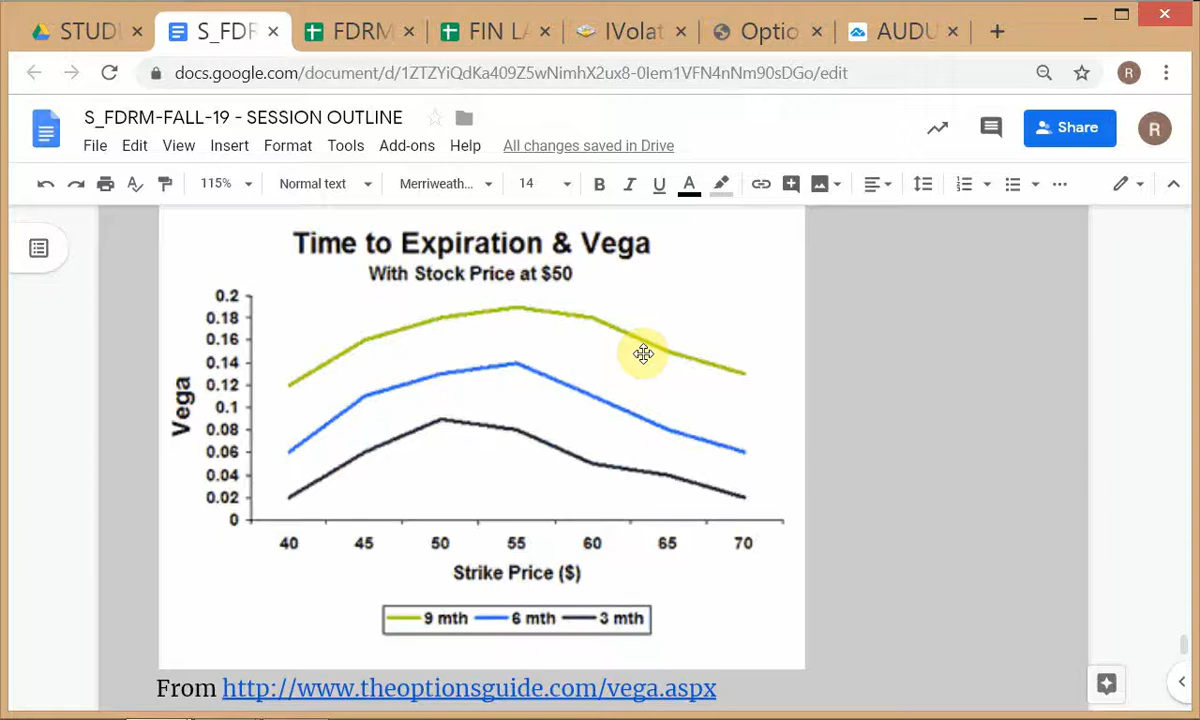 STUDI
S_FDR
FDRM
FIN LA
IVolat
Optio
AUDU
docs.google.com/document/d/1ZTZYiQdKa409Z5wNimhX2ux8-0Iem1VFN4nNm90sDGo/edit
R
S_FDRM-FALL-19 - SESSION OUTLINE
Share
R
File Edit View Insert Format Tools Add-ons Help All changes saved in Drive
115% Normal text Merriweath... 14 B I U A
Time to Expiration & Vega
With Stock Price at $50
Vega
0.2
0.18
0.16
0.14
0.12
0.1
0.08
0.06
0.04
0.02
0
40 45 50 55 60 65 70
Strike Price ($)
9 mth 6 mth 3 mth
From http://www.theoptionsguide.com/vega.aspx